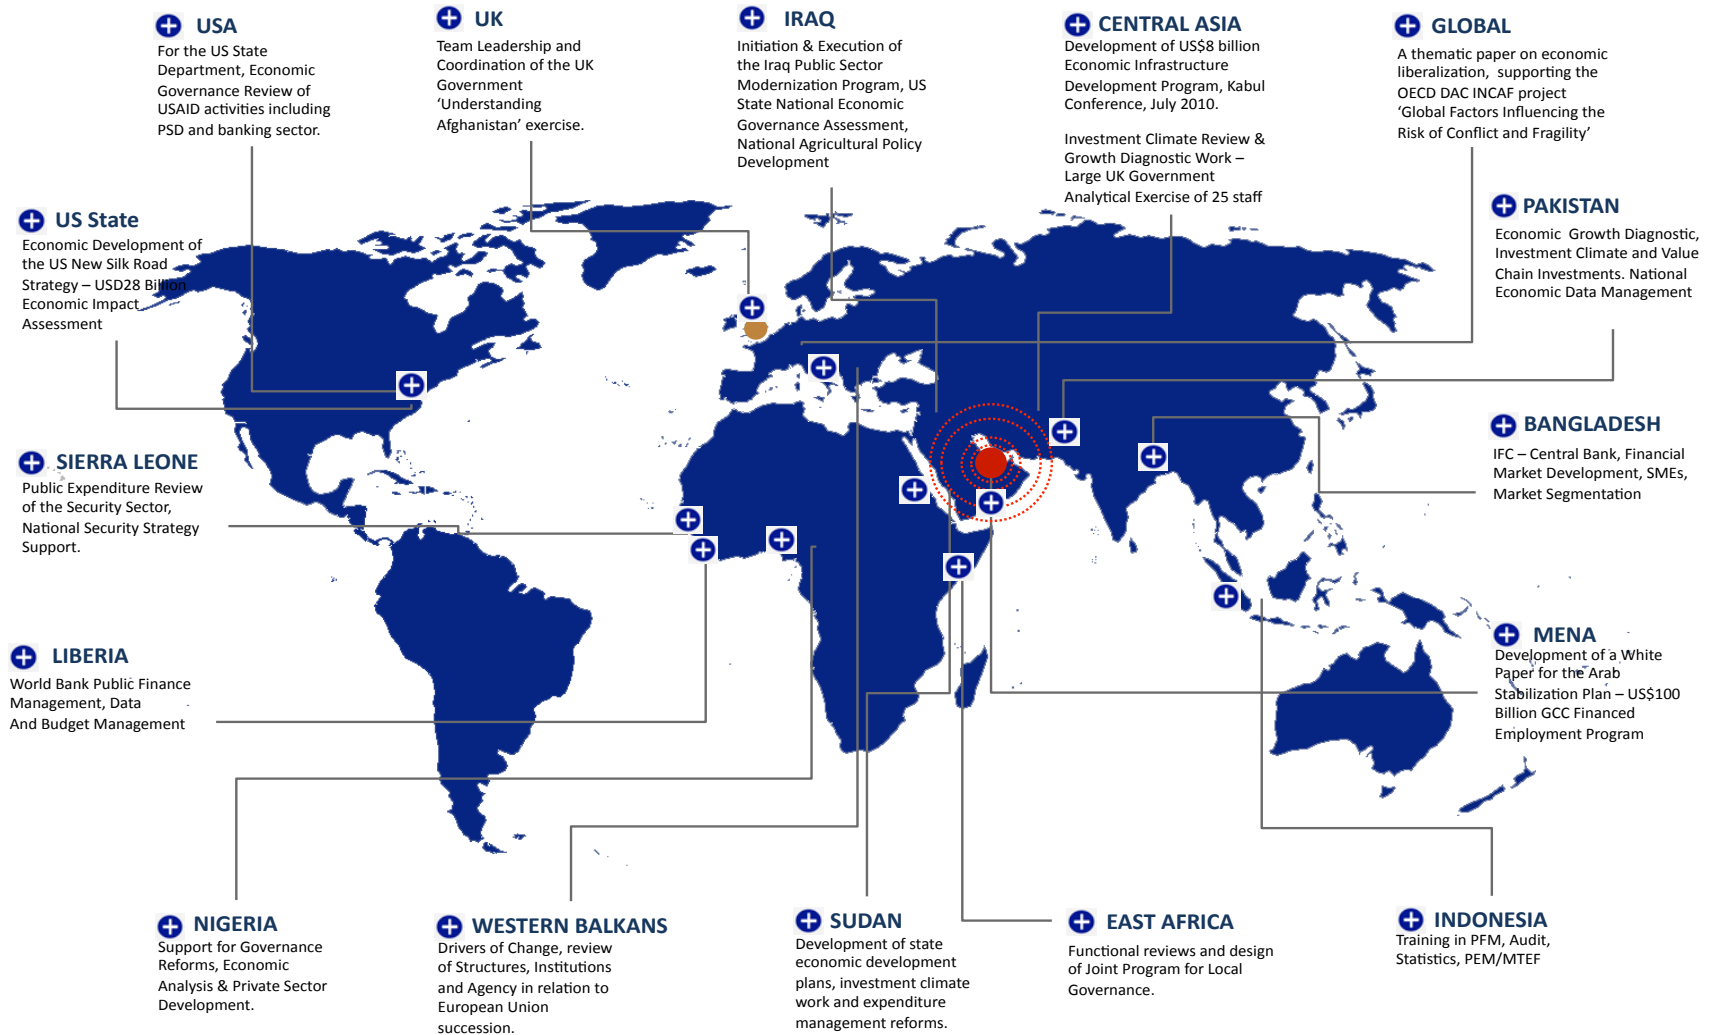 USA
For the US State
Department, Economic
Governance Review of
USAID activities including
PSD and banking sector.
UK
Team Leadership and
Coordination of the UK
Government
‘Understanding
Afghanistan’ exercise.
IRAQ
Initiation & Execution of
the Iraq Public Sector
Modernization Program, US
State National Economic
Governance Assessment,
National Agricultural Policy
Development
CENTRAL ASIA
Development of US$8 billion
Economic Infrastructure
Development Program, Kabul
Conference, July 2010.
Investment Climate Review &
Growth Diagnostic Work –
Large UK Government
Analytical Exercise of 25 staff
GLOBAL
A thematic paper on economic
liberalization, supporting the
OECD DAC INCAF project
‘Global Factors Influencing the
Risk of Conflict and Fragility’
US State
Economic Development of
the US New Silk Road
Strategy – USD28 Billion
Economic Impact
Assessment
PAKISTAN
Economic Growth Diagnostic,
Investment Climate and Value
Chain Investments. National
Economic Data Management
BANGLADESH
IFC – Central Bank, Financial
Market Development, SMEs,
Market Segmentation
SIERRA LEONE
Public Expenditure Review
of the Security Sector,
National Security Strategy
Support.
LIBERIA
World Bank Public Finance
Management, Data
And Budget Management
MENA
Development of a White
Paper for the Arab
Stabilization Plan – US$100
Billion GCC Financed
Employment Program
NIGERIA
Support for Governance
Reforms, Economic
Analysis & Private Sector
Development.
WESTERN BALKANS
Drivers of Change, review
of Structures, Institutions
and Agency in relation to
European Union
succession.
SUDAN
Development of state
economic development
plans, investment climate
work and expenditure
management reforms.
EAST AFRICA
Functional reviews and design
of Joint Program for Local
Governance.
INDONESIA
Training in PFM, Audit,
Statistics, PEM/MTEF